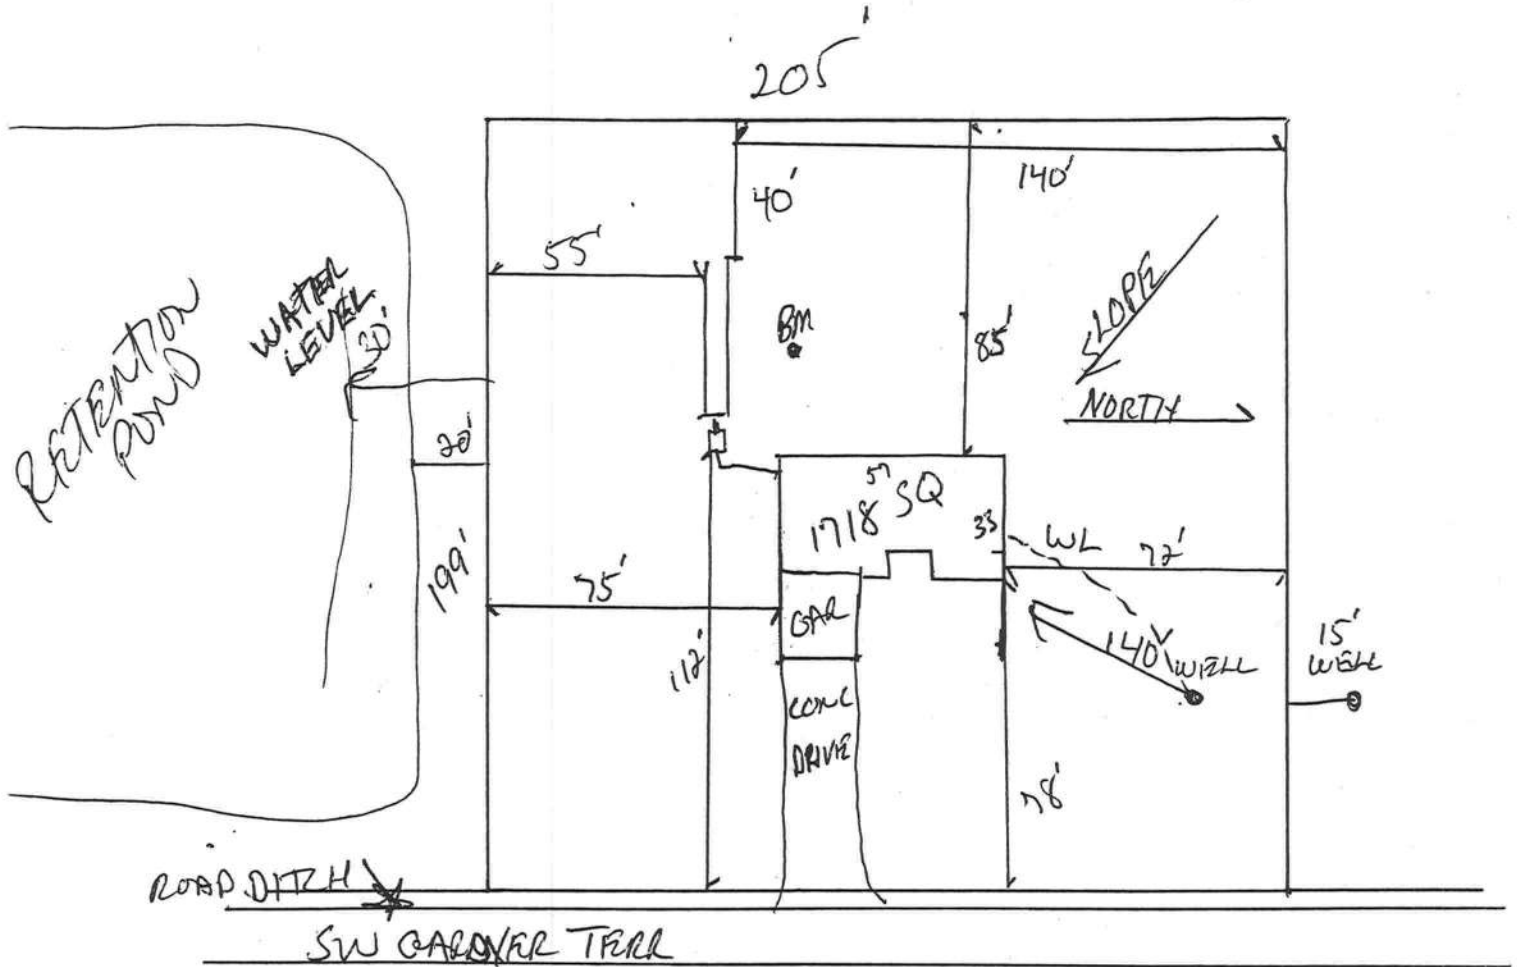 205'
140'
40'
55'
SLOPE
BM
WATER
LEVEL
30'
RETENTION
POND
85'
NORTH
20'
1718 SQ
33
WL
72'
199'
75'
GAR
112'
140'
WELL
15'
WELL
CONC
DRIVE
78'
ROAD DITCH
SW GARDNER TERR